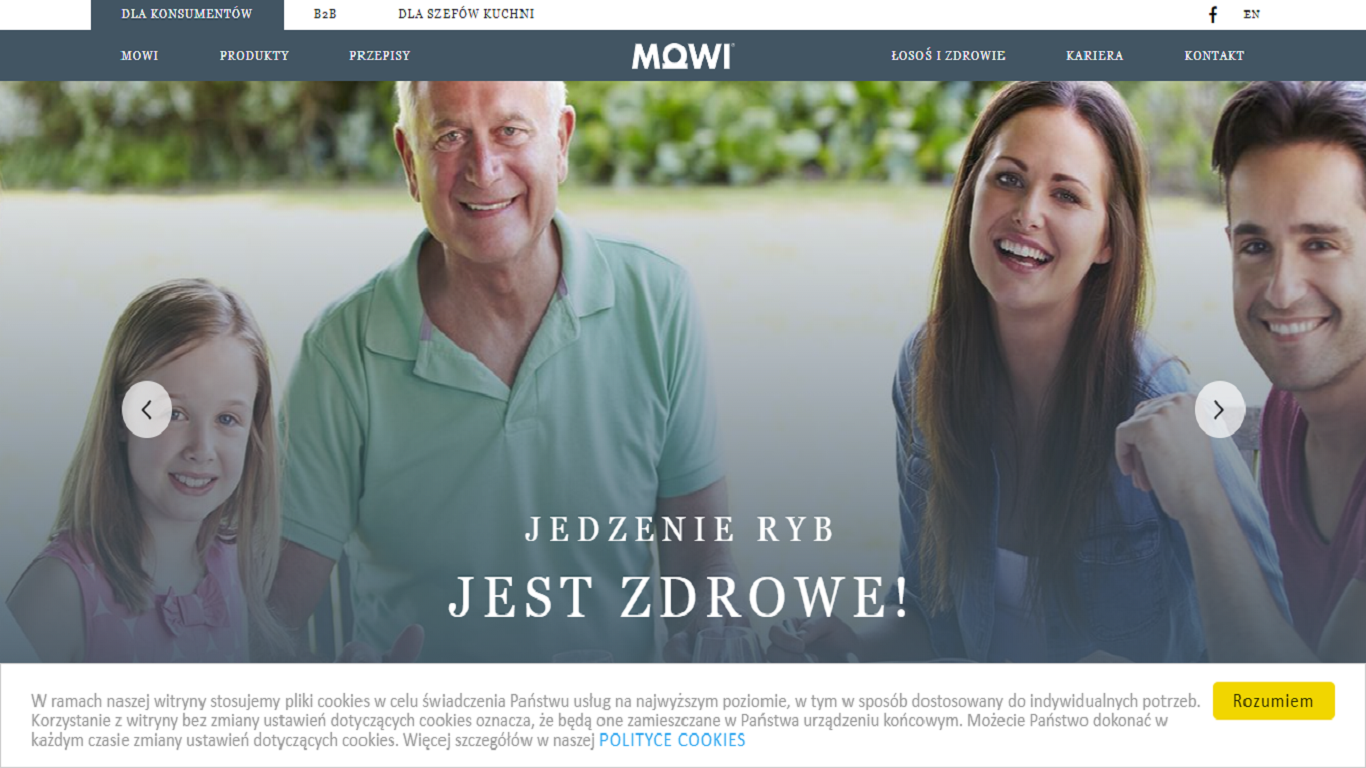 DLA KONSUMENTÓW B2B DLA SZEFÓW KUCHNI EN
MOWI PRODUKTY PRZEPISY MOWI ŁOSOŚ I ZDROWIE KARIERA KONTAKT
JEDZENIE RYB
JEST ZDROWE!
W ramach naszej witryny stosujemy pliki cookies w celu świadczenia Państwu usług na najwyższym poziomie, w tym w sposób dostosowany do indywidualnych potrzeb. Rozumiem
Korzystanie z witryny bez zmiany ustawień dotyczących cookies oznacza, że będą one zamieszczane w Państwa urządzeniu końcowym. Możecie Państwo dokonać w
każdym czasie zmiany ustawień dotyczących cookies. Więcej szczegółów w naszej POLITYCE COOKIES